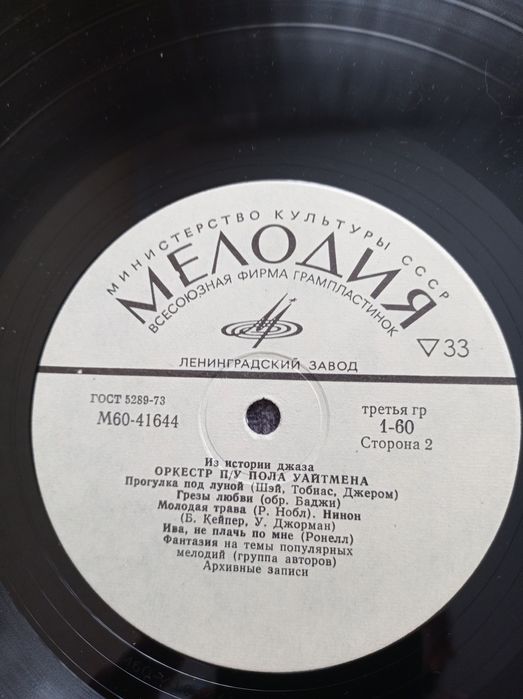 МИНИСТЕРСТВО КУЛЬТУРЫ СССР
МЕЛОДИЯ
ВСЕСОЮЗНАЯ ФИРМА ГРАМПЛАСТИНОК
ЛЕНИНГРАДСКИЙ ЗАВОД
▽33
ГОСТ 5289-73
М60-41644
третья гр
1-60
Сторона 2
Из истории джаза
ОРКЕСТР П/У ПОЛА УАЙТМЕНА
Прогулка под луной (Шэй, Тобиас, Джером)
Грезы любви (обр. Баджи)
Молодая трава (Р. Нобл). Нинон
(Б. Кейпер, У. Джорман)
Ива, не плачь по мне (Ронелл)
Фантазия на темы популярных
мелодий (группа авторов)
Архивные записи